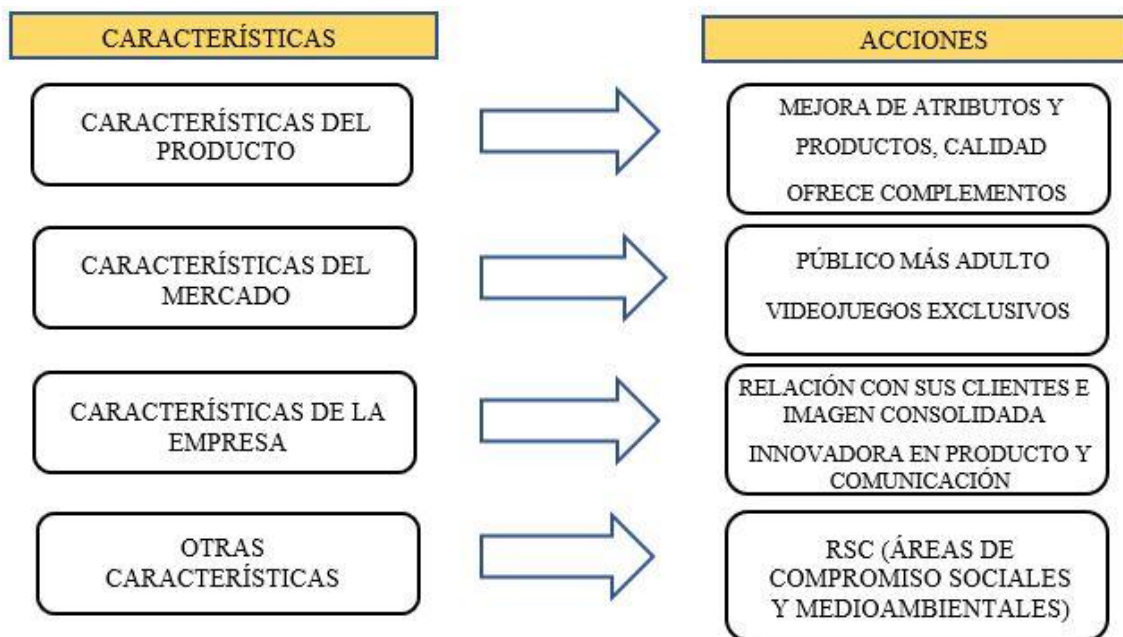 CARACTERÍSTICAS
ACCIONES
CARACTERÍSTICAS DEL
PRODUCTO
MEJORA DE ATRIBUTOS Y
PRODUCTOS, CALIDAD
OFRECE COMPLEMENTOS
CARACTERÍSTICAS DEL
MERCADO
PÚBLICO MÁS ADULTO
VIDEOJUEGOS EXCLUSIVOS
CARACTERÍSTICAS DE LA
EMPRESA
RELACIÓN CON SUS CLIENTES E
IMAGEN CONSOLIDADA
INNOVADORA EN PRODUCTO Y
COMUNICACIÓN
OTRAS
CARACTERÍSTICAS
RSC (ÁREAS DE
COMPROMISO SOCIALES
Y MEDIOAMBIENTALES)